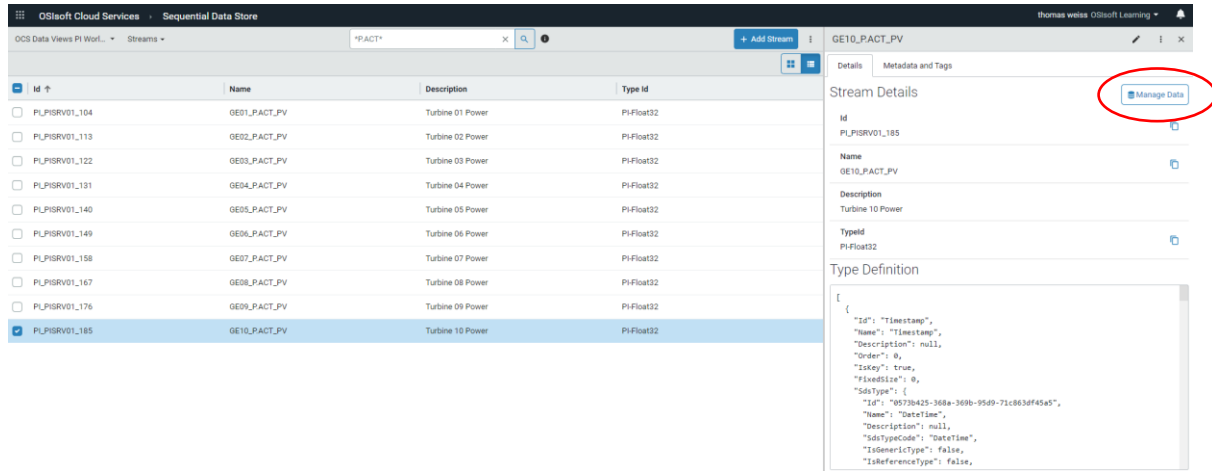 OSIsoft Cloud Services › Sequential Data Store
thomas weiss OSIsoft Learning
OCS Data Views PI Worl...
Streams
*P.ACT*
+ Add Stream
Id ↑ Name Description Type Id
PI_PISRV01_104 GE01_P.ACT_PV Turbine 01 Power PI-Float32
PI_PISRV01_113 GE02_P.ACT_PV Turbine 02 Power PI-Float32
PI_PISRV01_122 GE03_P.ACT_PV Turbine 03 Power PI-Float32
PI_PISRV01_131 GE04_P.ACT_PV Turbine 04 Power PI-Float32
PI_PISRV01_140 GE05_P.ACT_PV Turbine 05 Power PI-Float32
PI_PISRV01_149 GE06_P.ACT_PV Turbine 06 Power PI-Float32
PI_PISRV01_158 GE07_P.ACT_PV Turbine 07 Power PI-Float32
PI_PISRV01_167 GE08_P.ACT_PV Turbine 08 Power PI-Float32
PI_PISRV01_176 GE09_P.ACT_PV Turbine 09 Power PI-Float32
PI_PISRV01_185 GE10_P.ACT_PV Turbine 10 Power PI-Float32
GE10_P.ACT_PV
Details Metadata and Tags
Stream Details
Manage Data
Id
PI_PISRV01_185
Name
GE10_P.ACT_PV
Description
Turbine 10 Power
TypeId
PI-Float32
Type Definition
[
{
"Id": "Timestamp",
"Name": "Timestamp",
"Description": null,
"Order": 0,
"IsKey": true,
"FixedSize": 0,
"SdsType": {
"Id": "0573b425-368a-369b-95d9-71c863df45a5",
"Name": "DateTime",
"Description": null,
"SdsTypeCode": "DateTime",
"IsGenericType": false,
"IsReferenceType": false,